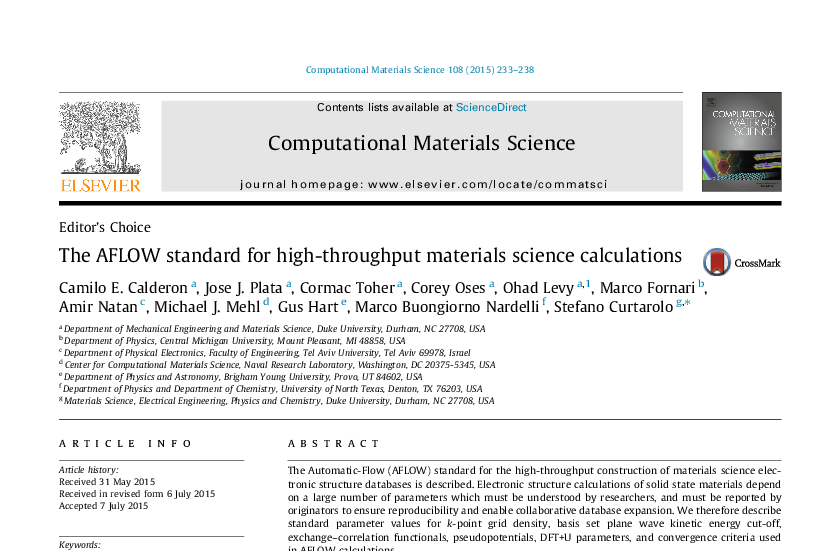 Computational Materials Science 108 (2015) 233–238
Contents lists available at ScienceDirect
Computational Materials Science
journal homepage: www.elsevier.com/locate/commatsci
ELSEVIER
COMPUTATIONAL
MATERIALS
SCIENCE
Editor's Choice
The AFLOW standard for high-throughput materials science calculations
CrossMark
Camilo E. Calderon a, Jose J. Plata a, Cormac Toher a, Corey Oses a, Ohad Levy a,1, Marco Fornari b,
Amir Natan c, Michael J. Mehl d, Gus Hart e, Marco Buongiorno Nardelli f, Stefano Curtarolo g,*
a Department of Mechanical Engineering and Materials Science, Duke University, Durham, NC 27708, USA
b Department of Physics, Central Michigan University, Mount Pleasant, MI 48858, USA
c Department of Physical Electronics, Faculty of Engineering, Tel Aviv University, Tel Aviv 69978, Israel
d Center for Computational Materials Science, Naval Research Laboratory, Washington, DC 20375-5345, USA
e Department of Physics and Astronomy, Brigham Young University, Provo, UT 84602, USA
f Department of Physics and Department of Chemistry, University of North Texas, Denton, TX 76203, USA
g Materials Science, Electrical Engineering, Physics and Chemistry, Duke University, Durham, NC 27708, USA
ARTICLE INFO
Article history:
Received 31 May 2015
Received in revised form 6 July 2015
Accepted 7 July 2015
Keywords:
ABSTRACT
The Automatic-Flow (AFLOW) standard for the high-throughput construction of materials science elec-
tronic structure databases is described. Electronic structure calculations of solid state materials depend
on a large number of parameters which must be understood by researchers, and must be reported by
originators to ensure reproducibility and enable collaborative database expansion. We therefore describe
standard parameter values for k-point grid density, basis set plane wave kinetic energy cut-off,
exchange–correlation functionals, pseudopotentials, DFT+U parameters, and convergence criteria used
in AFLOW calculations.